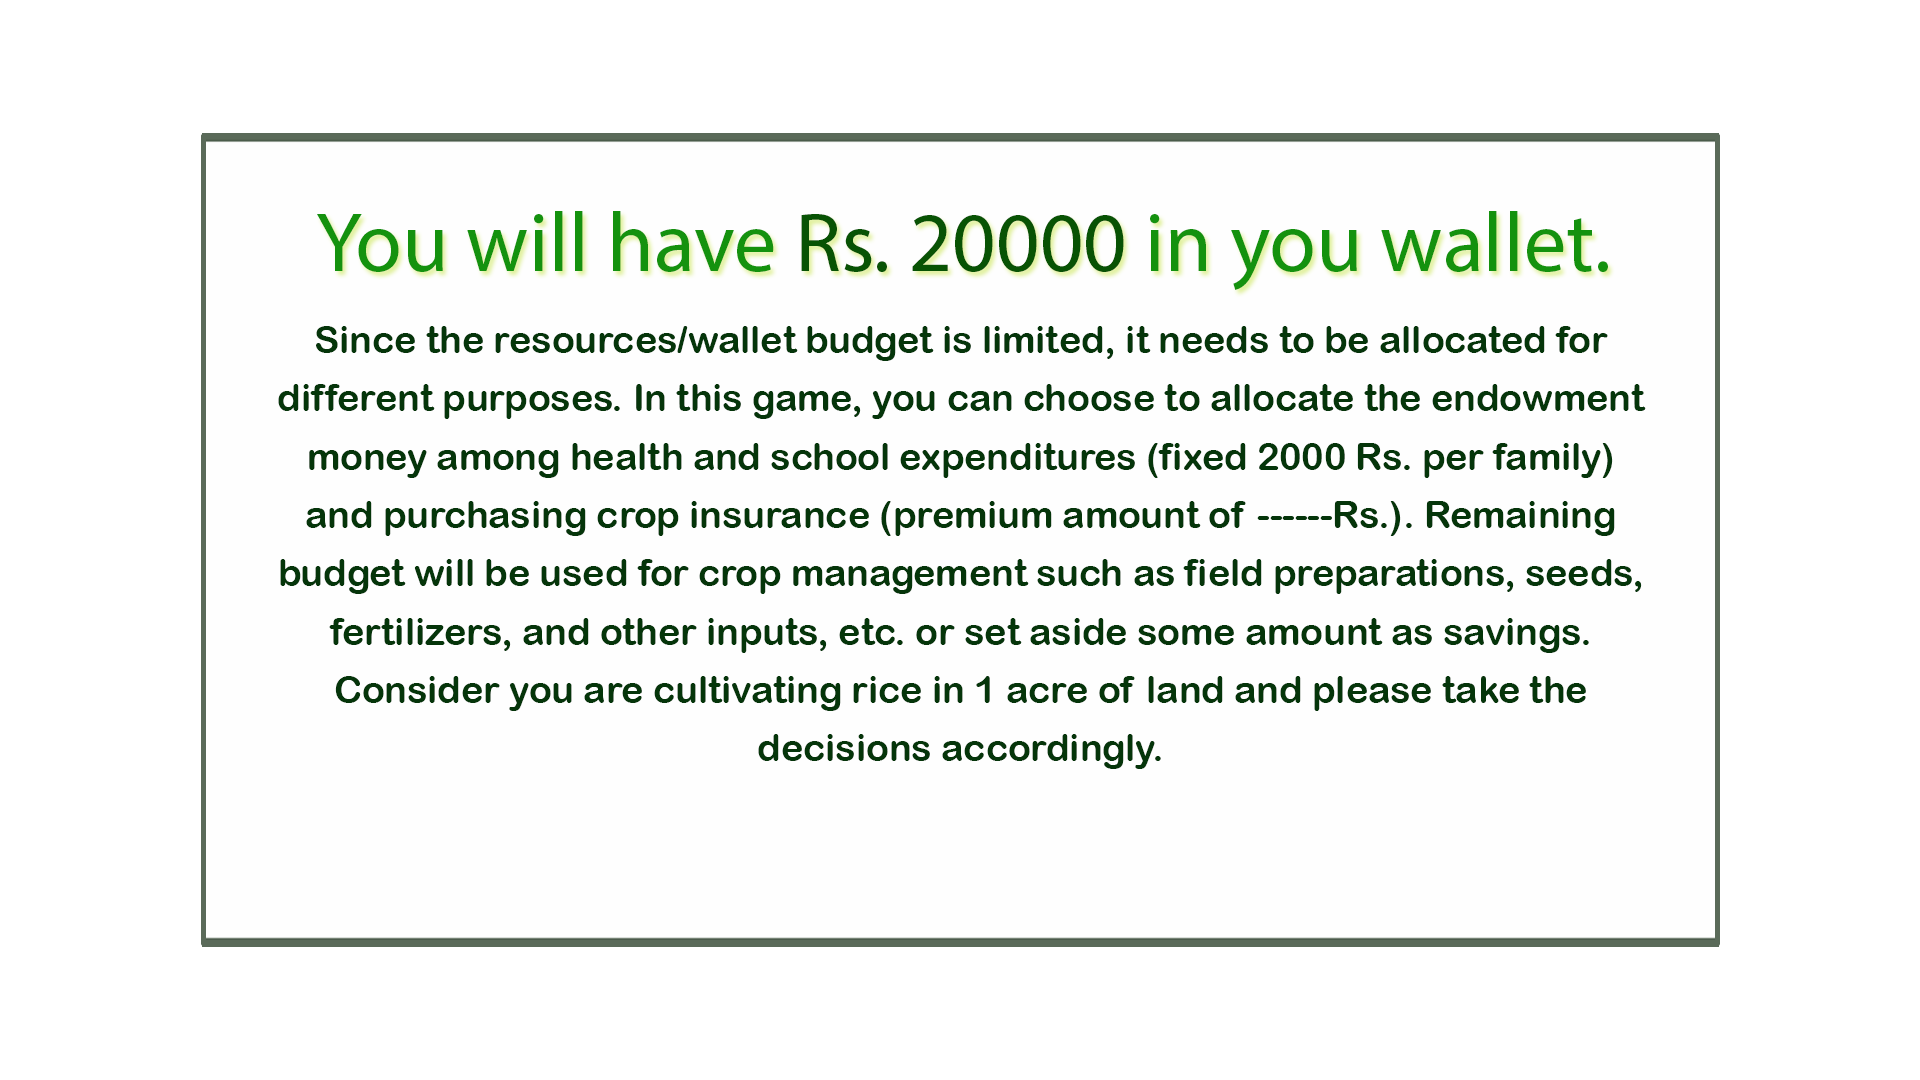 You will have Rs. 20000 in you wallet.
Since the resources/wallet budget is limited, it needs to be allocated for
different purposes. In this game, you can choose to allocate the endowment
money among health and school expenditures (fixed 2000 Rs. per family)
and purchasing crop insurance (premium amount of ------Rs.). Remaining
budget will be used for crop management such as field preparations, seeds,
fertilizers, and other inputs, etc. or set aside some amount as savings.
Consider you are cultivating rice in 1 acre of land and please take the
decisions accordingly.